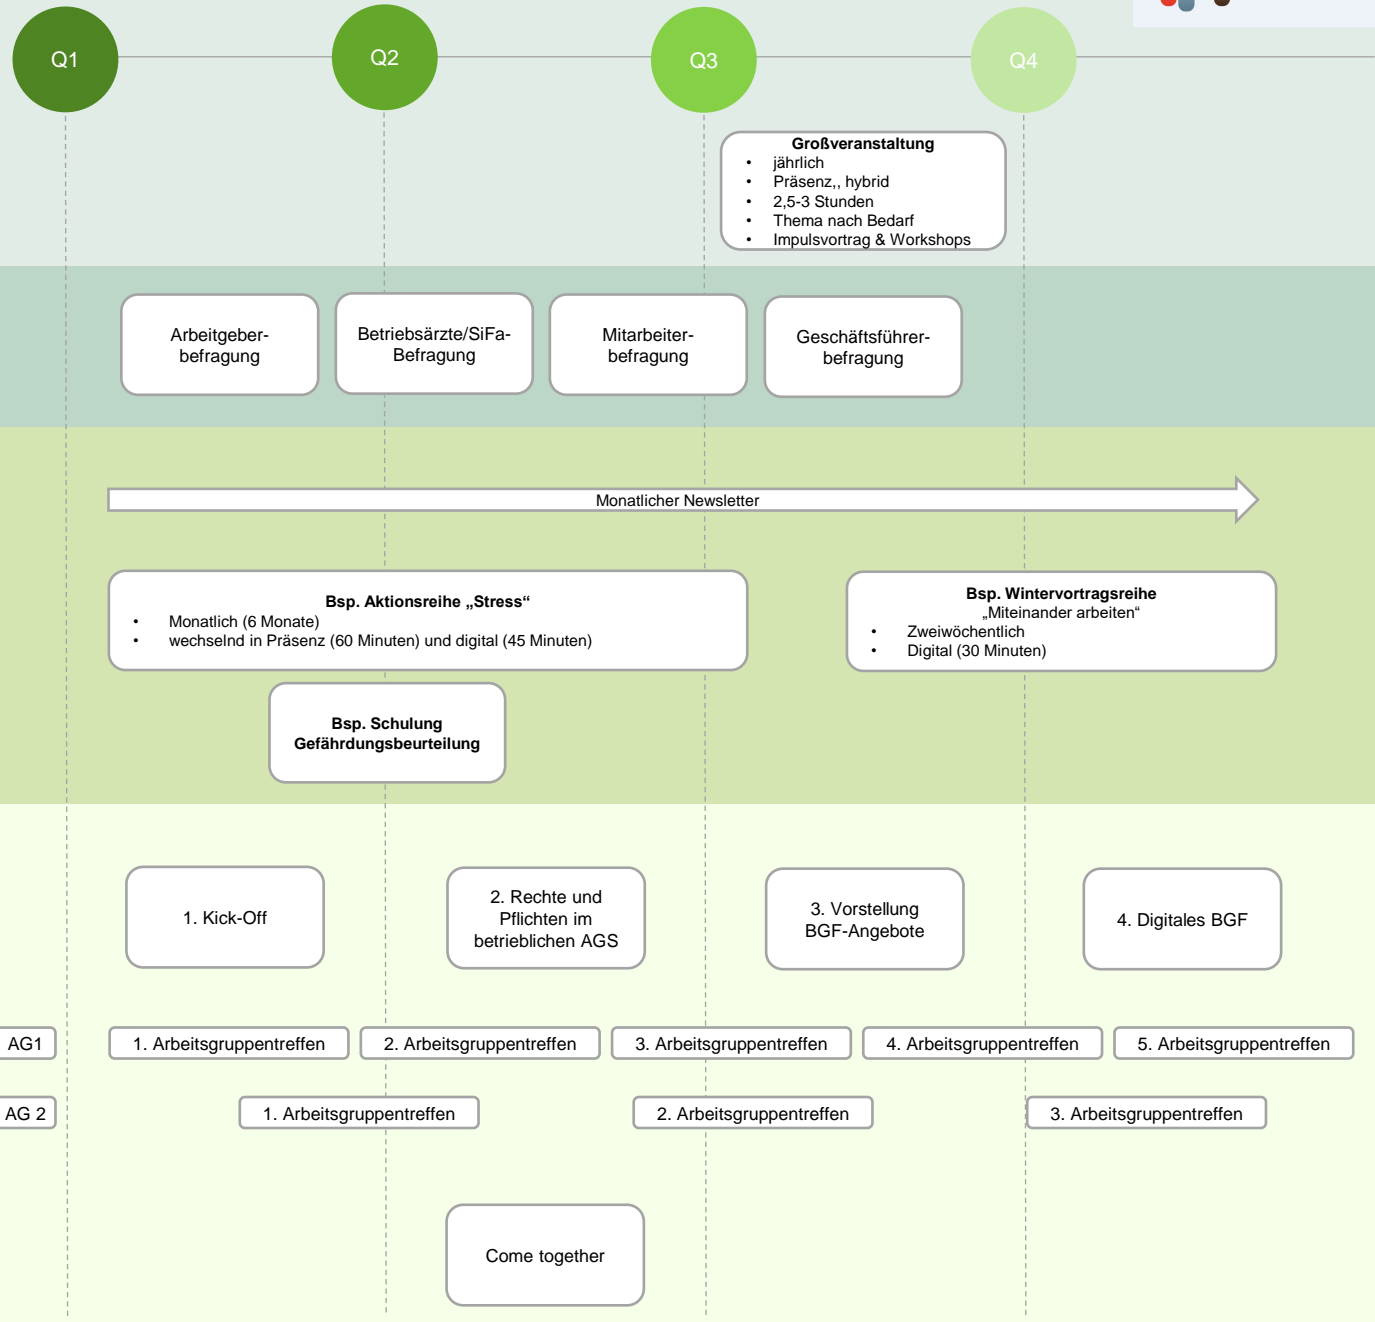 Q1
Q2
Q3
Q4
Großveranstaltung
• jährlich
• Präsenz,, hybrid
• 2,5-3 Stunden
• Thema nach Bedarf
• Impulsvortrag & Workshops
Arbeitgeber-
befragung
Betriebsärzte/SiFa-
Befragung
Mitarbeiter-
befragung
Geschäftsführer-
befragung
Monatlicher Newsletter
Bsp. Aktionsreihe „Stress“
• Monatlich (6 Monate)
• wechselnd in Präsenz (60 Minuten) und digital (45 Minuten)
Bsp. Wintervortragsreihe
„Miteinander arbeiten“
• Zweiwöchentlich
• Digital (30 Minuten)
Bsp. Schulung
Gefährdungsbeurteilung
1. Kick-Off
2. Rechte und
Pflichten im
betrieblichen AGS
3. Vorstellung
BGF-Angebote
4. Digitales BGF
AG1
1. Arbeitsgruppentreffen
2. Arbeitsgruppentreffen
3. Arbeitsgruppentreffen
4. Arbeitsgruppentreffen
5. Arbeitsgruppentreffen
AG 2
1. Arbeitsgruppentreffen
2. Arbeitsgruppentreffen
3. Arbeitsgruppentreffen
Come together